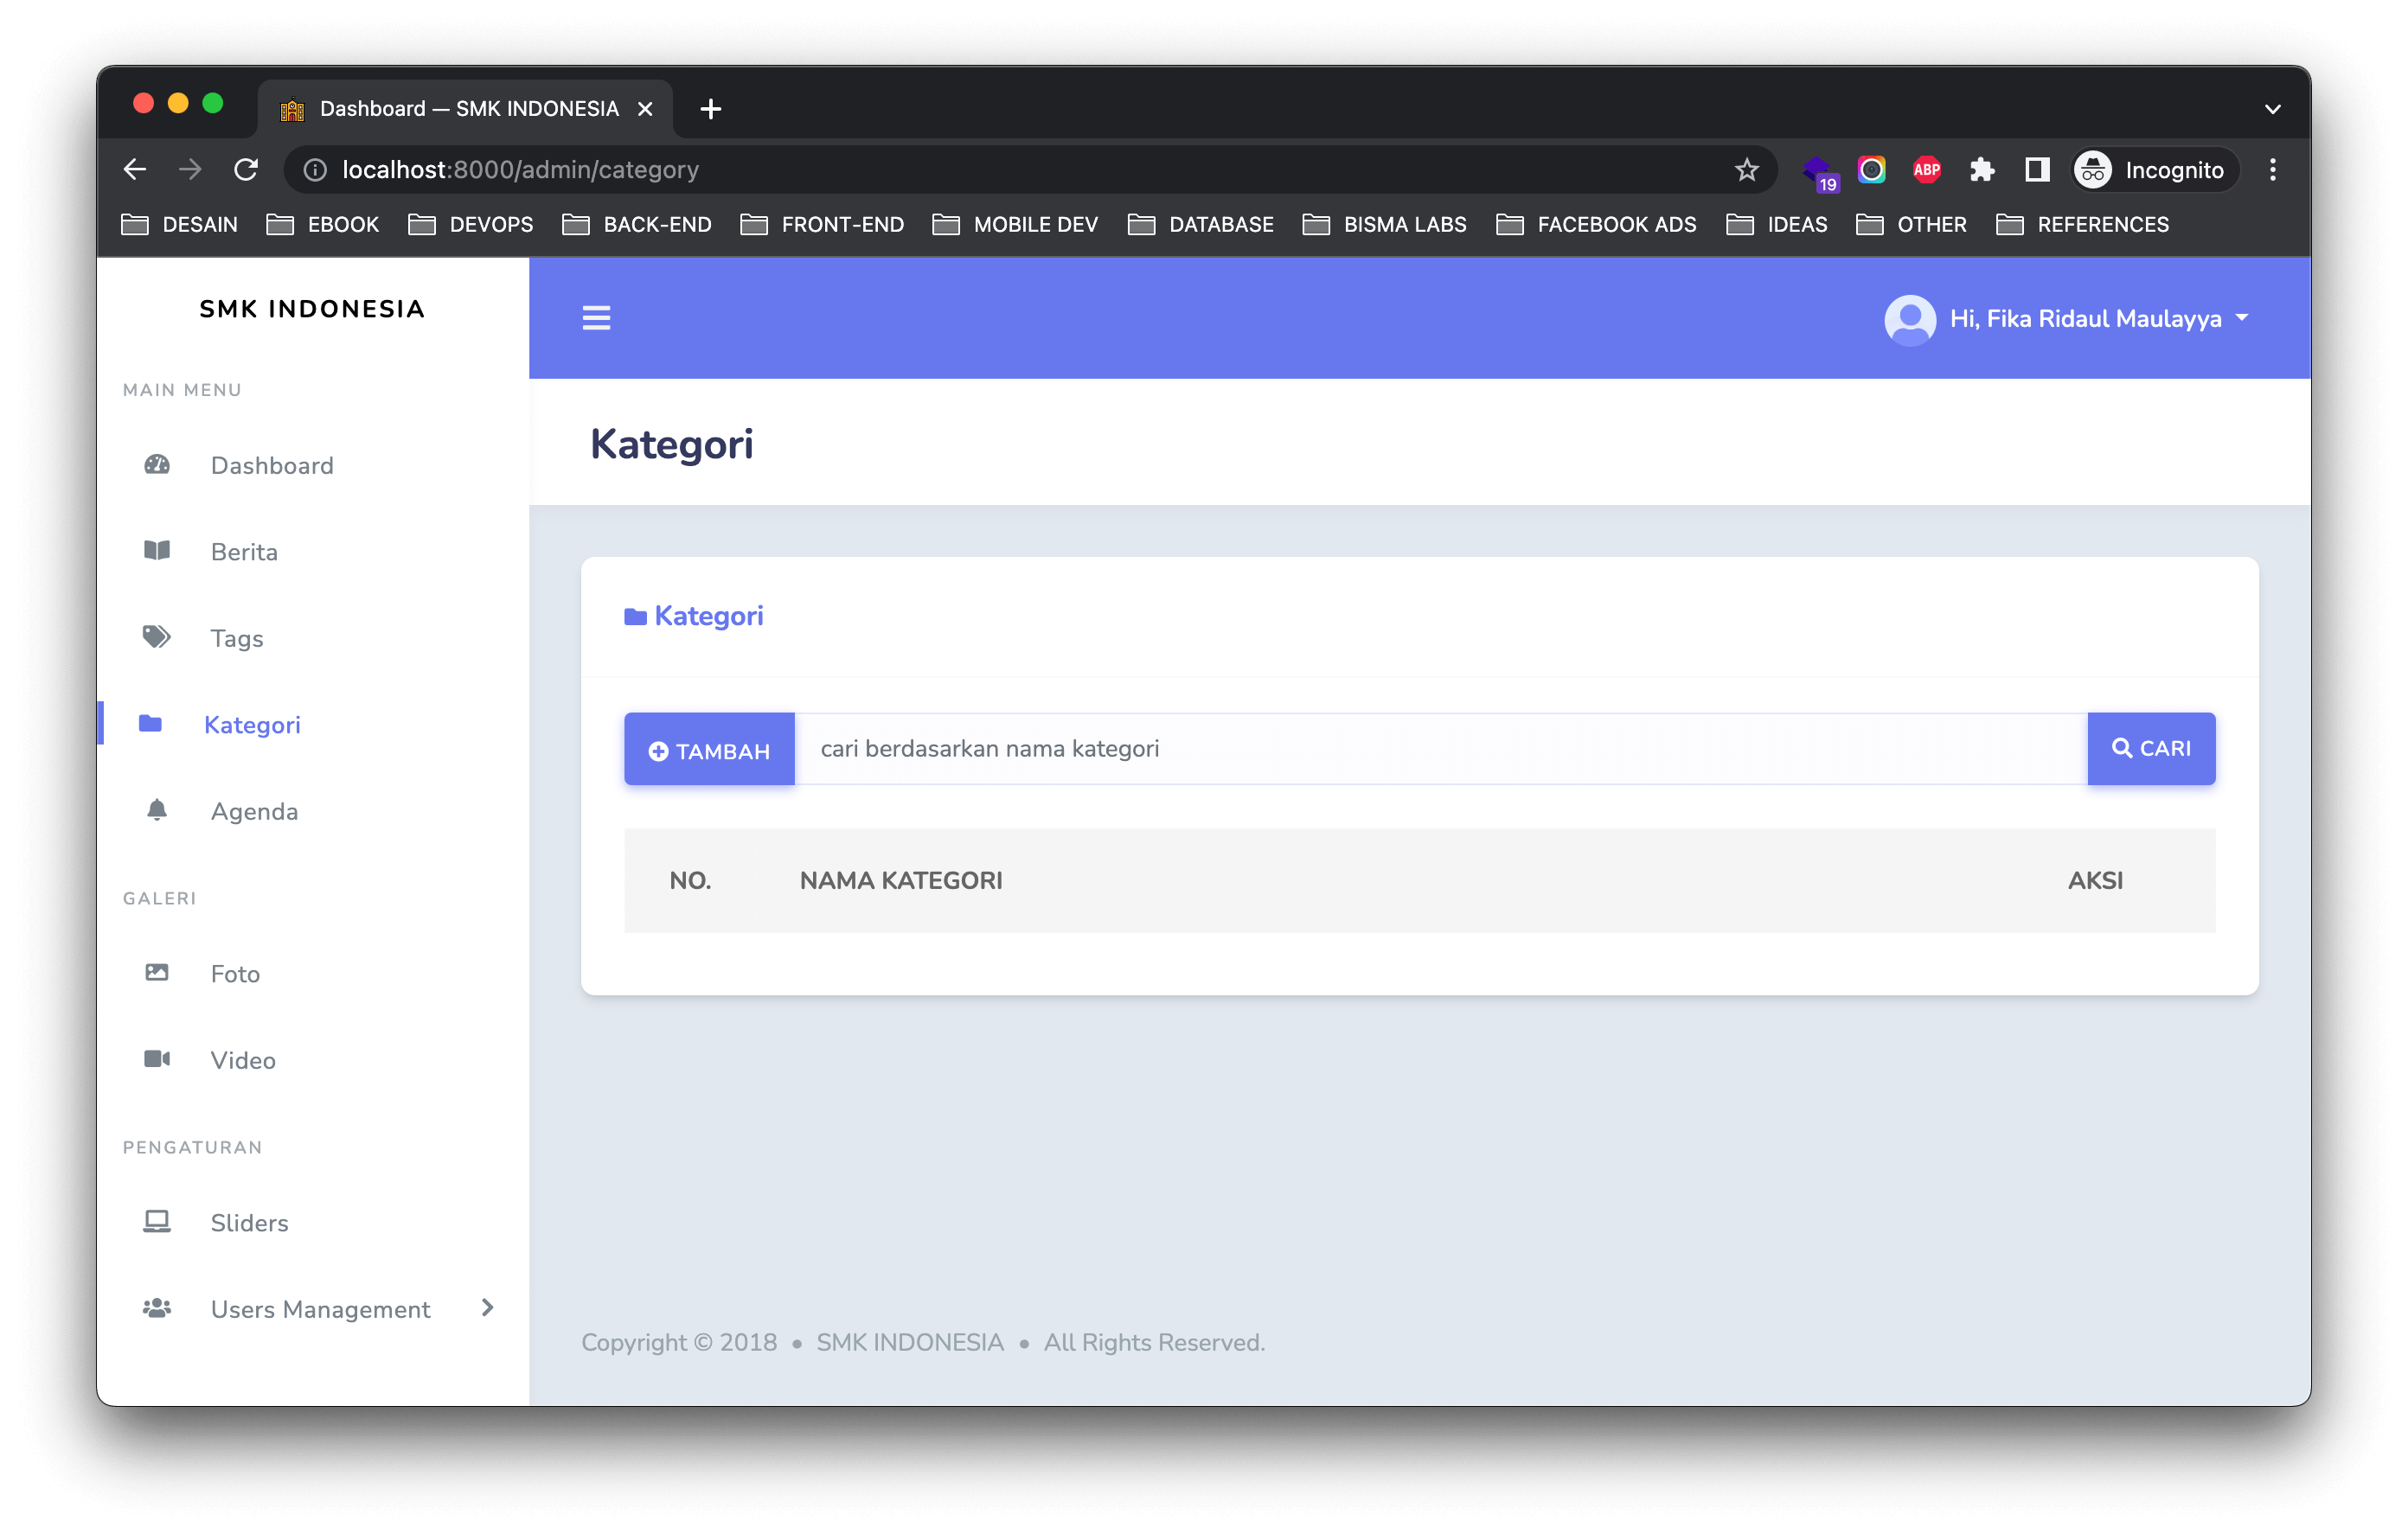 Dashboard — SMK INDONESIA
localhost:8000/admin/category
19
ABP
Incognito
DESAIN EBOOK DEVOPS BACK-END FRONT-END MOBILE DEV DATABASE BISMA LABS FACEBOOK ADS IDEAS OTHER REFERENCES
SMK INDONESIA
Hi, Fika Ridaul Maulayya
MAIN MENU
Dashboard
Berita
Tags
Kategori
Agenda
GALERI
Foto
Video
PENGATURAN
Sliders
Users Management
Kategori
Kategori
TAMBAH cari berdasarkan nama kategori CARI
NO. NAMA KATEGORI AKSI
Copyright © 2018 • SMK INDONESIA • All Rights Reserved.